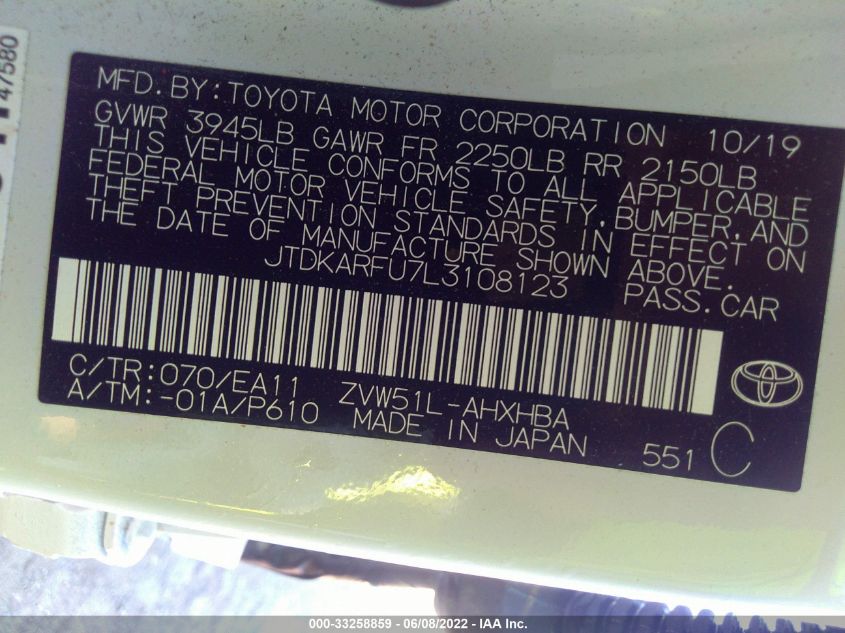 47580
MFD. BY: TOYOTA MOTOR CORPORATION 10/19
GVWR 3945LB GAWR FR 2250LB RR 2150LB
THIS VEHICLE CONFORMS TO ALL APPLICABLE
FEDERAL MOTOR VEHICLE SAFETY, BUMPER, AND
THEFT PREVENTION STANDARDS IN EFFECT ON
THE DATE OF MANUFACTURE SHOWN ABOVE.
JTDKARFU7L3108123 PASS. CAR
C/TR: 070/EA11 ZVW51L-AHXHBA
A/TM: -01A/P610 MADE IN JAPAN 551 C
000-33258859 - 06/08/2022 - IAA Inc.